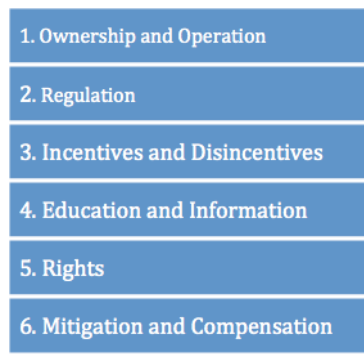 1. Ownership and Operation
2. Regulation
3. Incentives and Disincentives
4. Education and Information
5. Rights
6. Mitigation and Compensation